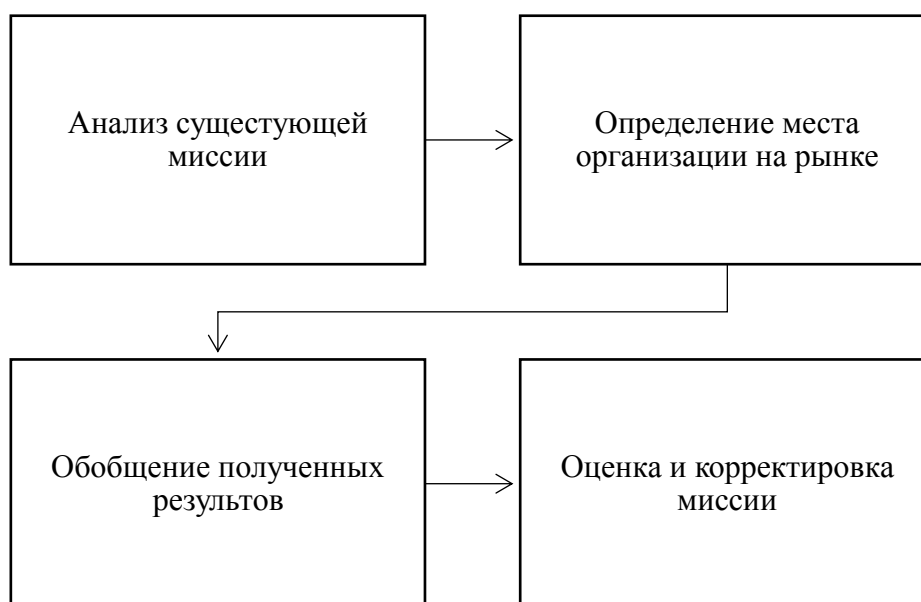 Анализ сущестующей
миссии
Определение места
организации на рынке
Обобщение полученных
результов
Оценка и корректировка
миссии